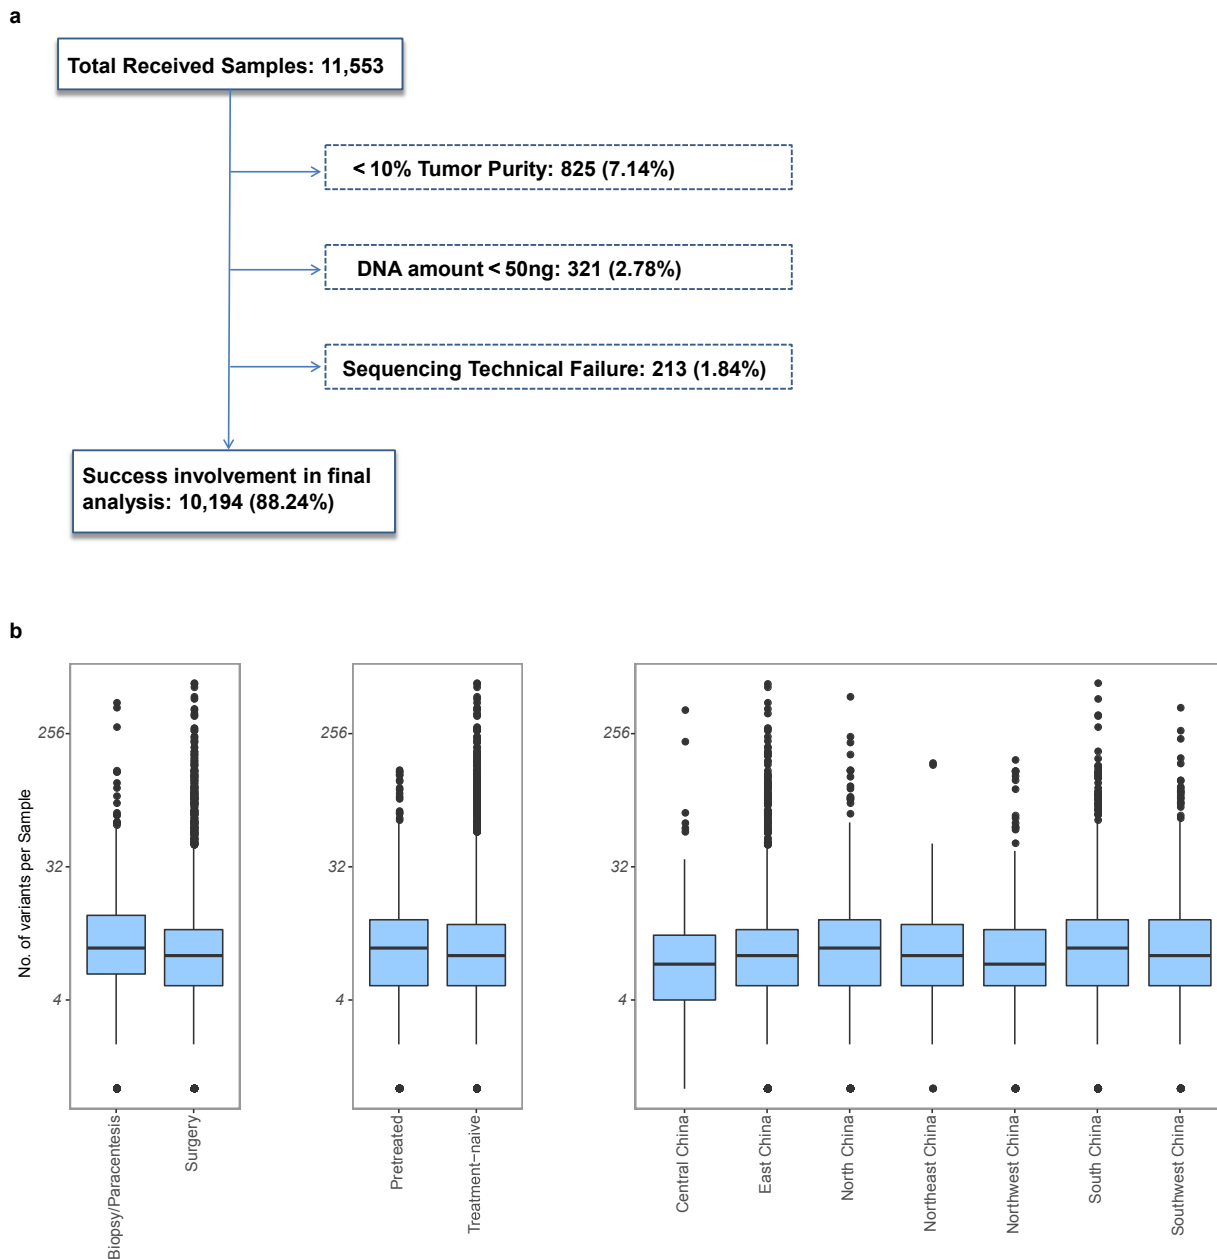 a
Total Received Samples: 11,553
< 10% Tumor Purity: 825 (7.14%)
DNA amount < 50ng: 321 (2.78%)
Sequencing Technical Failure: 213 (1.84%)
Success involvement in final
analysis: 10,194 (88.24%)
b
No. of variants per Sample
256
32
4
Biopsy/Paracentesis
Surgery
256
32
4
Pretreated
Treatment−naive
256
32
4
Central China
East China
North China
Northeast China
Northwest China
South China
Southwest China